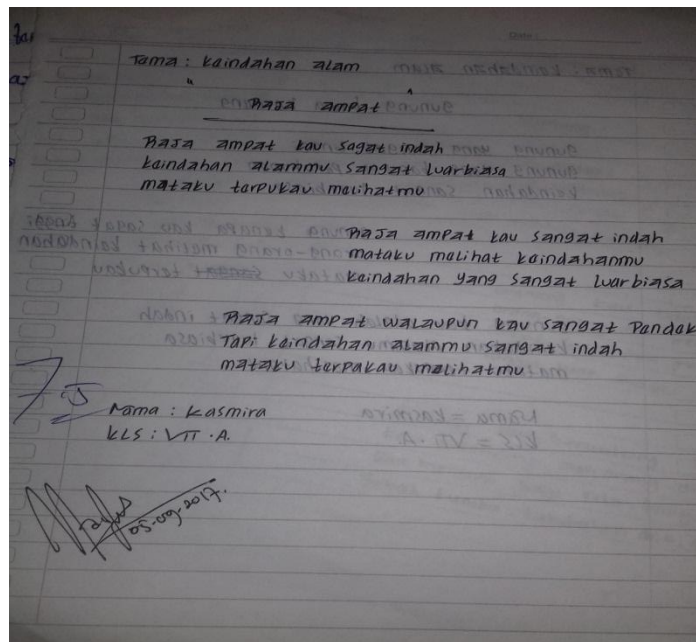 Tema : keindahan alam
" Raja ampat "
Raja ampat kau sagat indah
keindahan alammu sangat luarbiasa
mataku terpukau melihatmu
Raja ampat kau sangat indah
mataku melihat keindahanmu
keindahan yang sangat luarbiasa
Raja ampat walaupun kau sangat Pendek
Tapi keindahan alammu sangat indah
mataku terpakau melihatmu
Nama : Kasmira
KLS : VII . A.
05-09-2017.